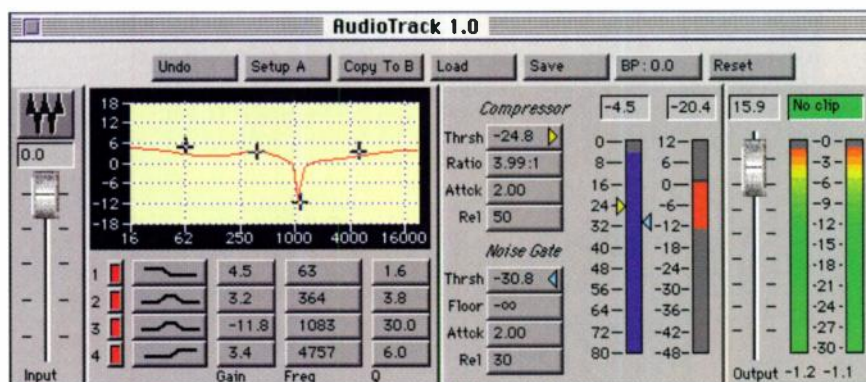 AudioTrack 1.0
Undo Setup A Copy To B Load Save BP: 0.0 Reset
0.0
Input
18
12
6
0
-6
-12
-18
16 62 250 1000 4000 16000
1 4.5 63 1.6
2 3.2 364 3.8
3 -11.8 1083 30.0
4 3.4 4757 6.0
Gain Freq Q
Compressor
Thrsh -24.8
Ratio 3.99:1
Attck 2.00
Rel 50
Noise Gate
Thrsh -30.8
Floor -∞
Attck 2.00
Rel 30
-4.5 -20.4
0 12
8 6
16 0
24 -6
32 -12
40 -18
48 -24
56 -30
64 -36
72 -42
80 -48
15.9 No clip
-0
-3
-6
-9
-12
-15
-18
-21
-24
-27
-30
Output -1.2 -1.1